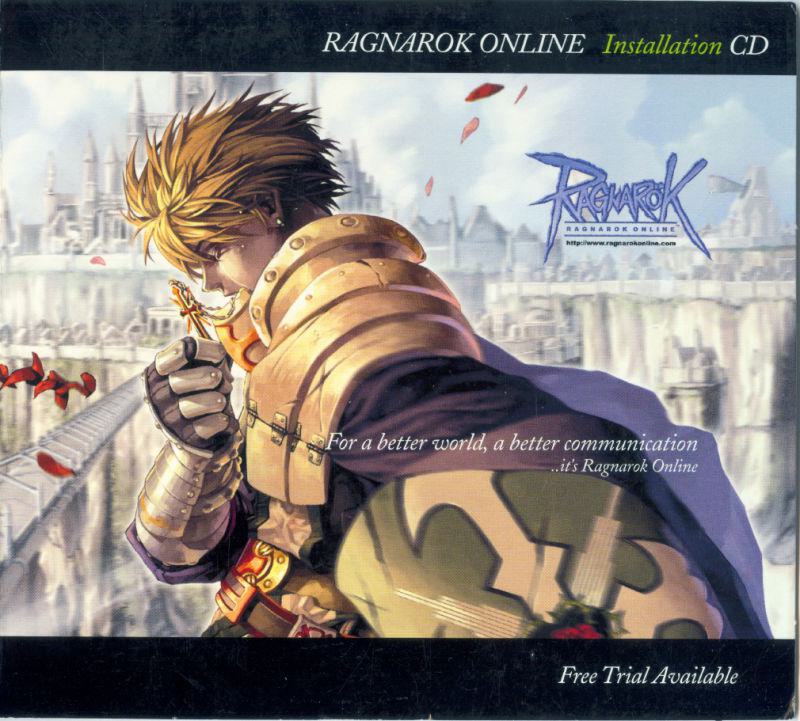 RAGNAROK ONLINE Installation CD
RAGNARÖK
RAGNAROK ONLINE
http://www.ragnarokonline.com
For a better world, a better communication
..it's Ragnarok Online
Free Trial Available